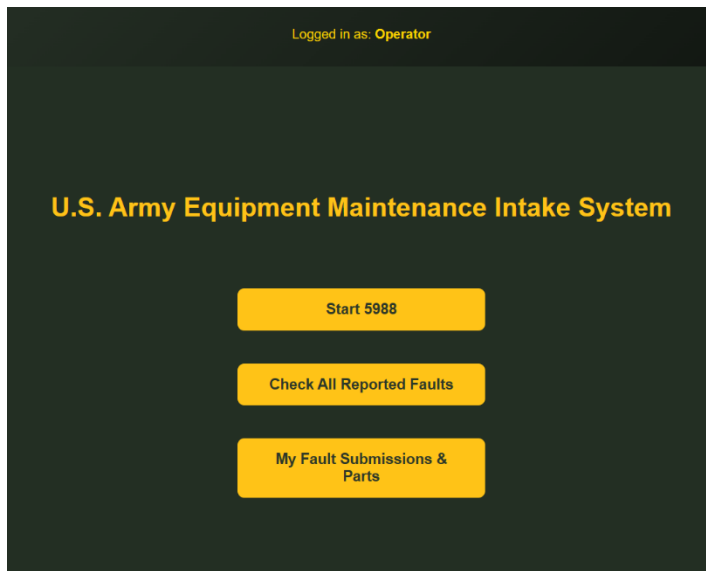 Logged in as: Operator
U.S. Army Equipment Maintenance Intake System
Start 5988
Check All Reported Faults
My Fault Submissions &
Parts